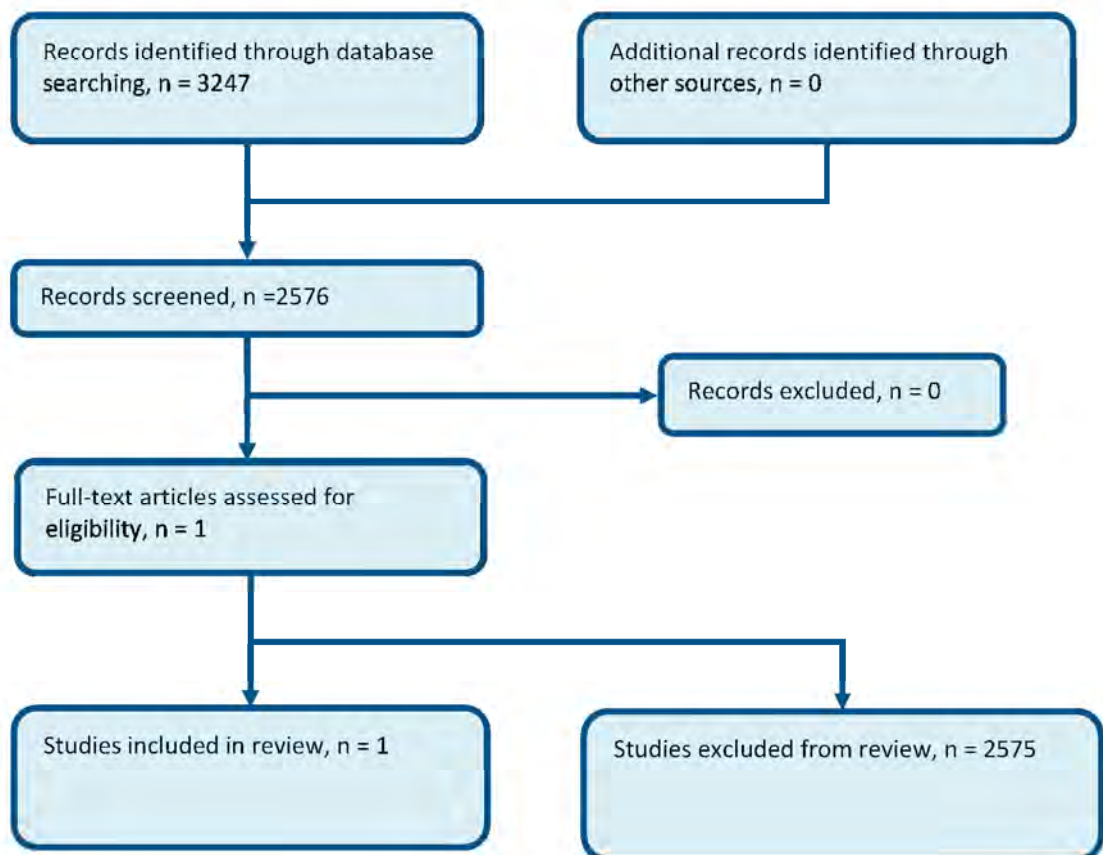 Records identified through database
searching, n = 3247
Additional records identified through
other sources, n = 0
Records screened, n =2576
Records excluded, n = 0
Full-text articles assessed for
eligibility, n = 1
Studies included in review, n = 1
Studies excluded from review, n = 2575